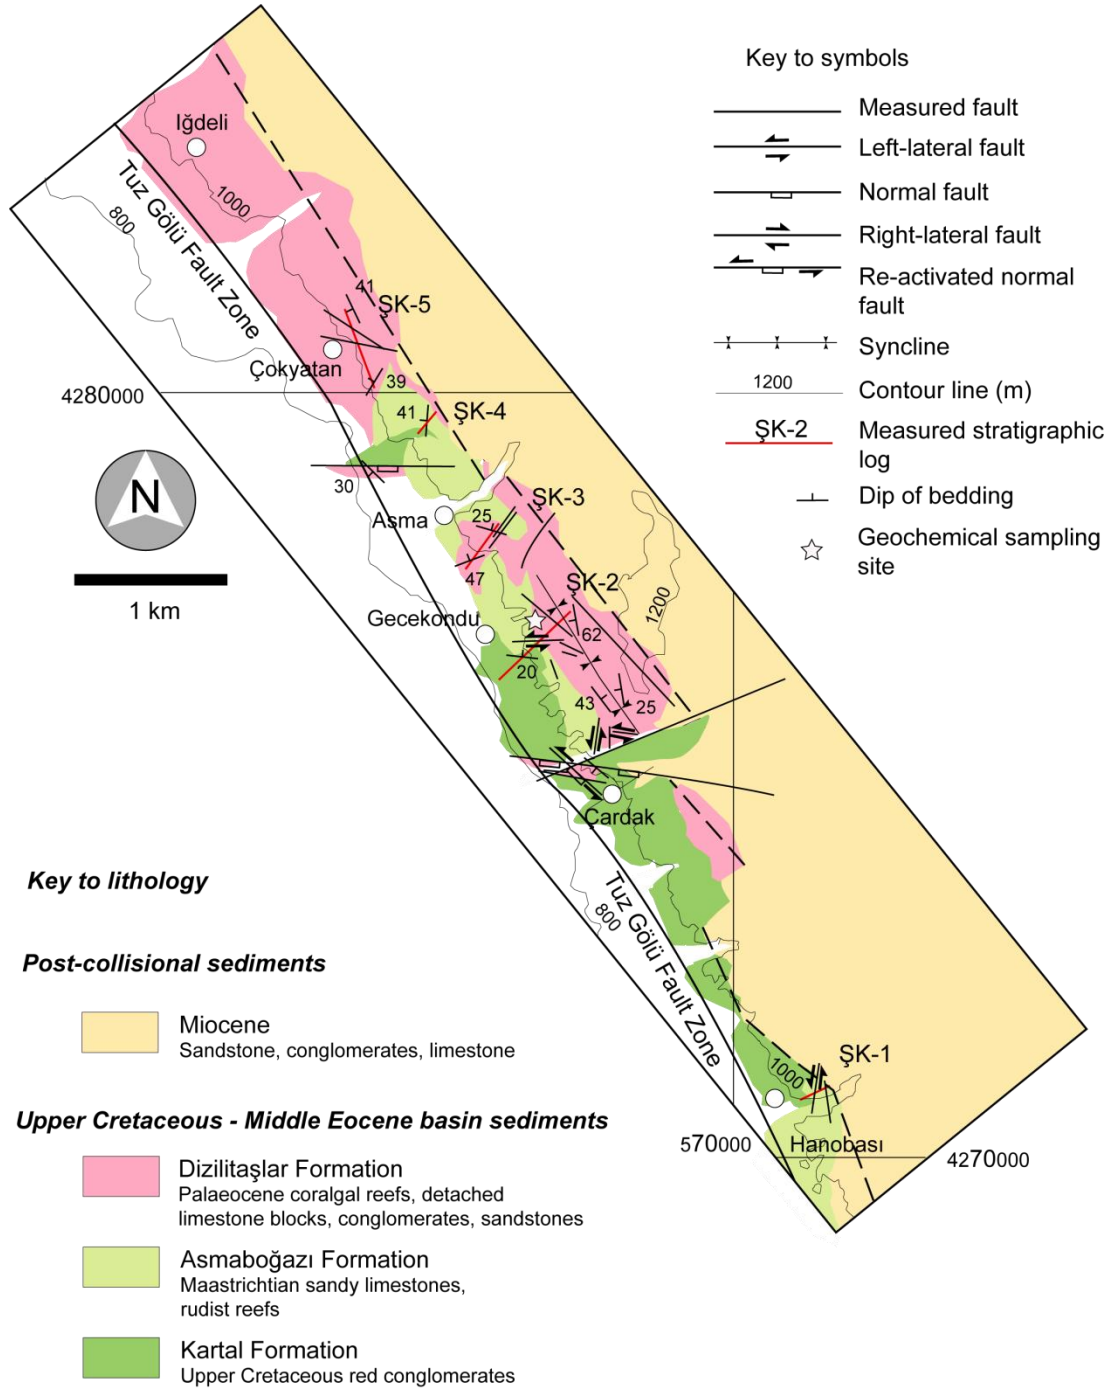 Key to symbols
Measured fault
Left-lateral fault
Normal fault
Right-lateral fault
Re-activated normal
fault
Syncline
1200
Contour line (m)
ŞK-2
Measured stratigraphic
log
Dip of bedding
Geochemical sampling
site
Iğdeli
1000
800
Tuz Gölü Fault Zone
41
ŞK-5
Çokyatan
39
4280000
41
ŞK-4
30
N
1 km
Asma
25
ŞK-3
47
ŞK-2
1200
Gecekondu
62
20
43
25
Çardak
Tuz Gölü Fault Zone
800
ŞK-1
1000
570000
Hanobası
4270000
Key to lithology
Post-collisional sediments
Miocene
Sandstone, conglomerates, limestone
Upper Cretaceous - Middle Eocene basin sediments
Dizilitaşlar Formation
Palaeocene coralgal reefs, detached
limestone blocks, conglomerates, sandstones
Asmaboğazı Formation
Maastrichtian sandy limestones,
rudist reefs
Kartal Formation
Upper Cretaceous red conglomerates